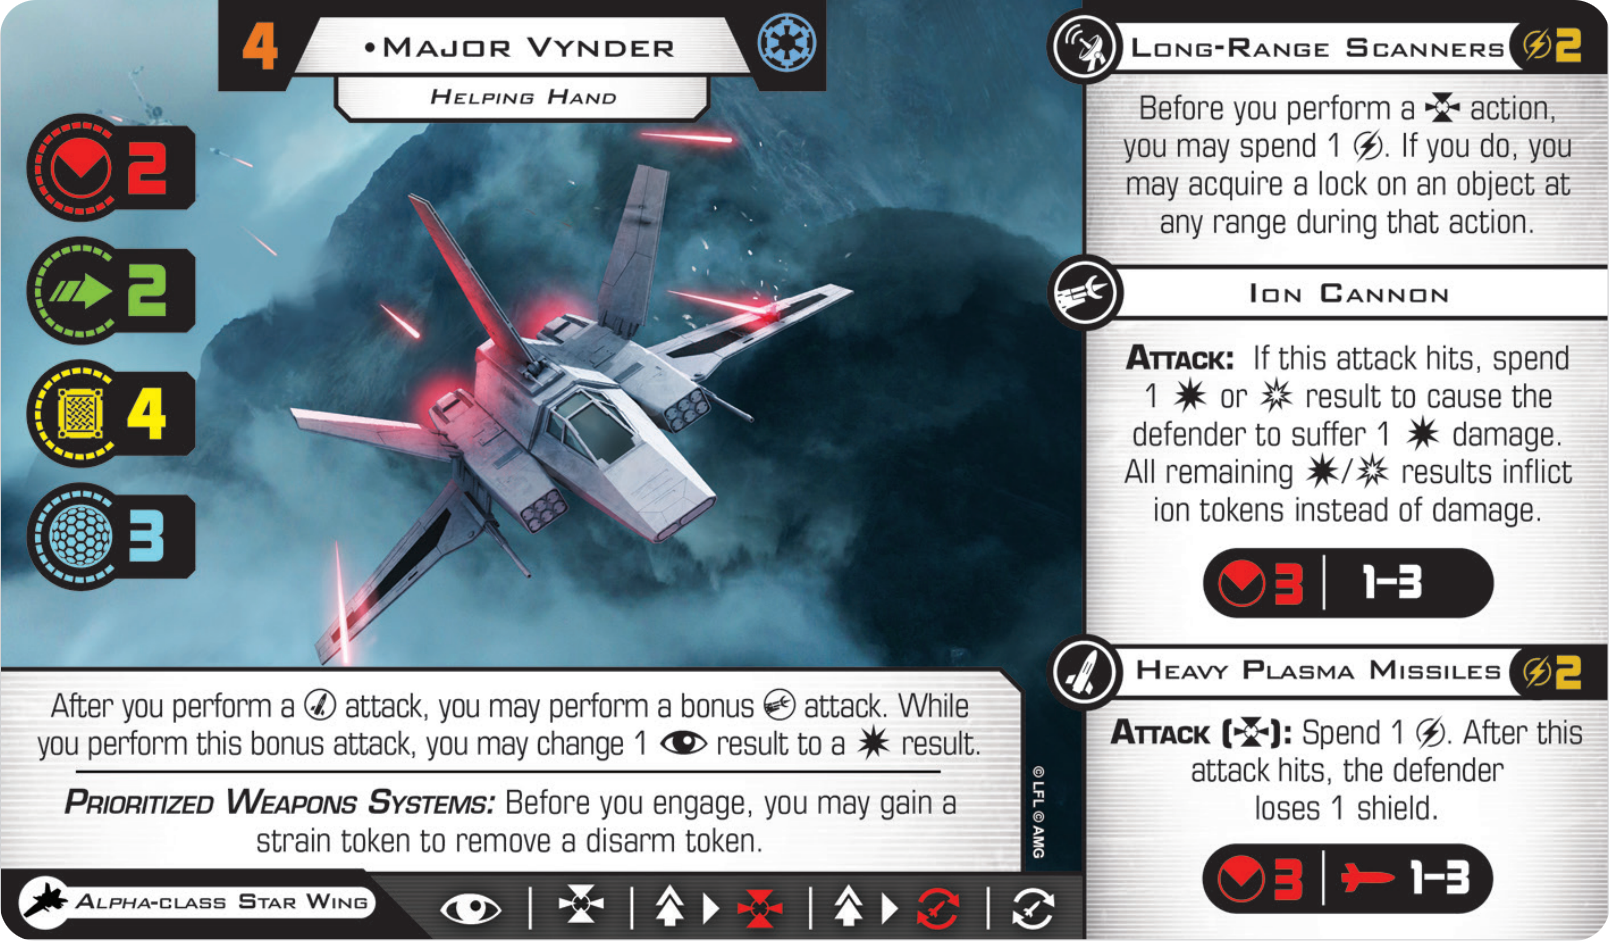 4
•Major Vynder
Helping Hand
2
2
4
3
After you perform a attack, you may perform a bonus attack. While
you perform this bonus attack, you may change 1 result to a result.
Prioritized Weapons Systems: Before you engage, you may gain a
strain token to remove a disarm token.
Alpha-class Star Wing
© LFL © AMG
Long-Range Scanners 2
Before you perform a action,
you may spend 1 . If you do, you
may acquire a lock on an object at
any range during that action.
Ion Cannon
Attack: If this attack hits, spend
1 or result to cause the
defender to suffer 1 damage.
All remaining / results inflict
ion tokens instead of damage.
3 1–3
Heavy Plasma Missiles 2
Attack ( ): Spend 1 . After this
attack hits, the defender
loses 1 shield.
3 1–3